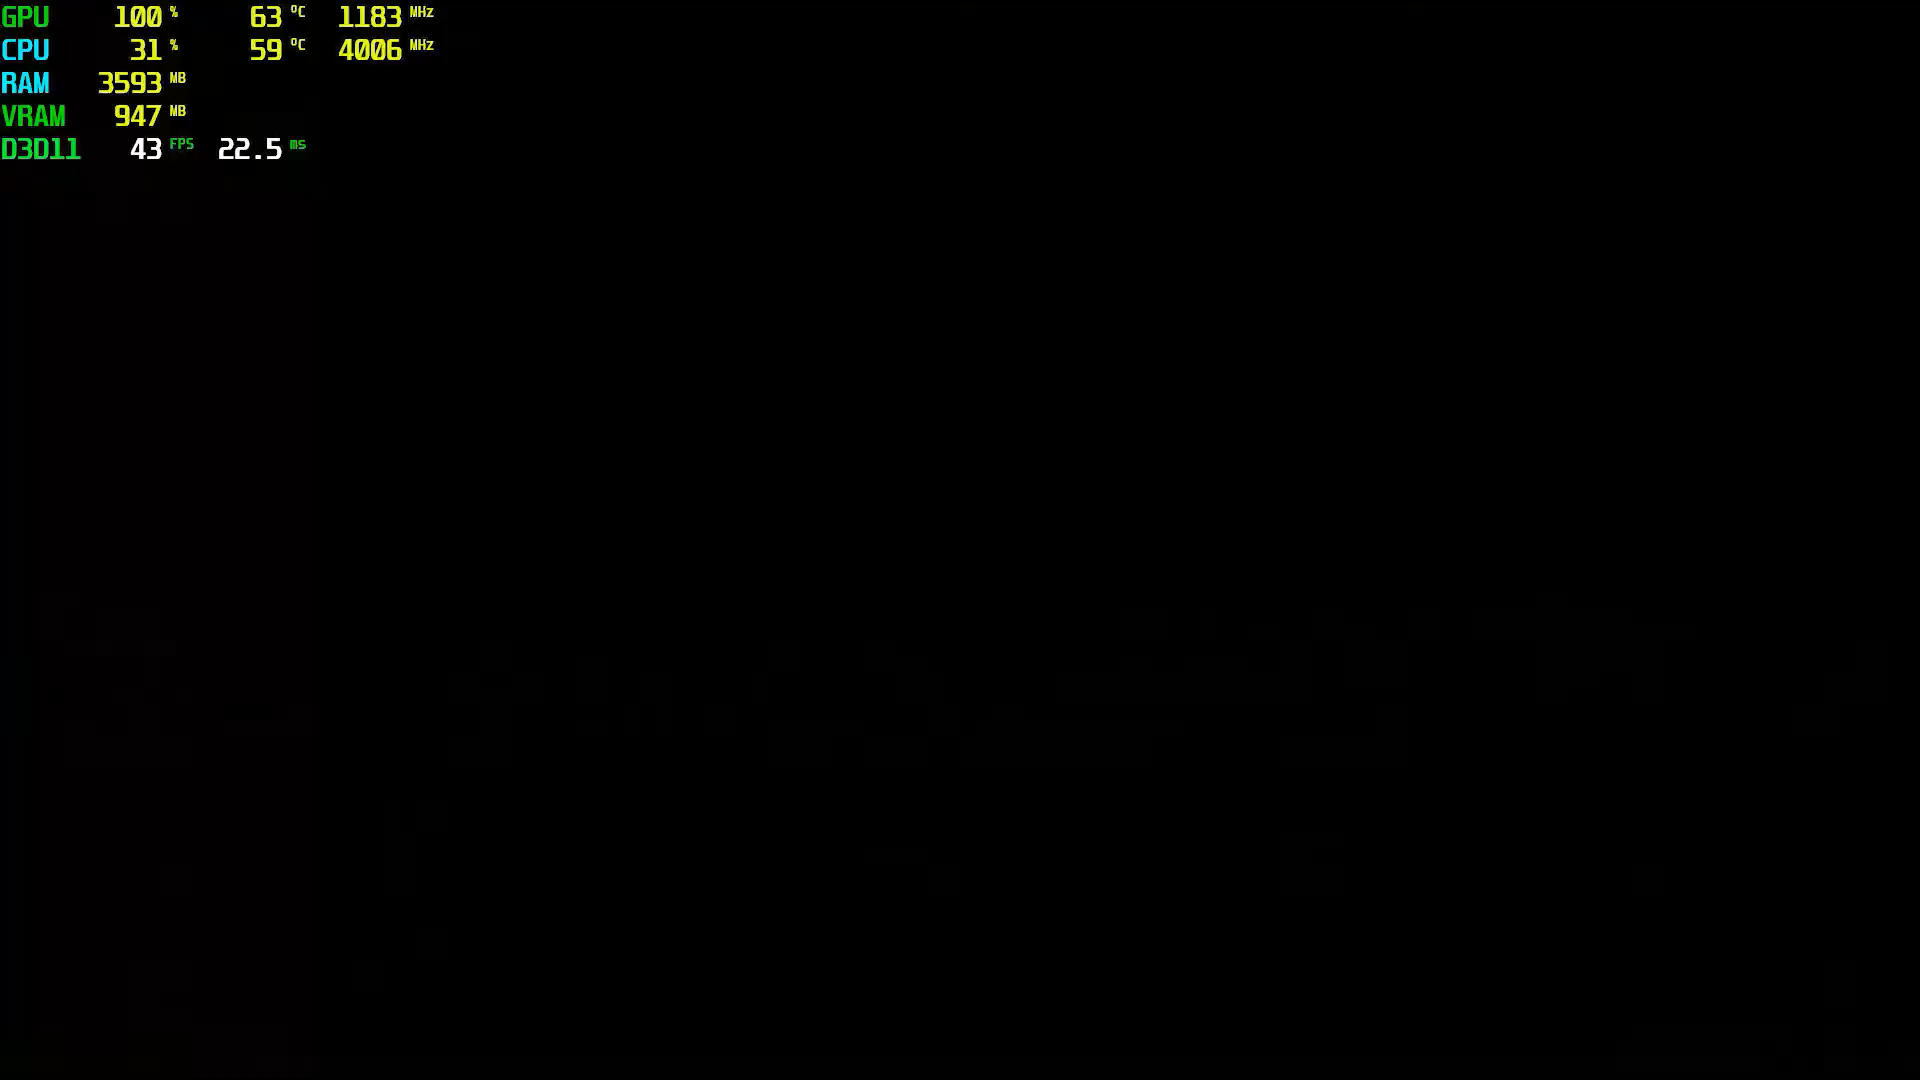 GPU 100 % 63 °C 1183 MHz
CPU 31 % 59 °C 4006 MHz
RAM 3593 MB
VRAM 947 MB
D3D11 43 FPS 22.5 ms